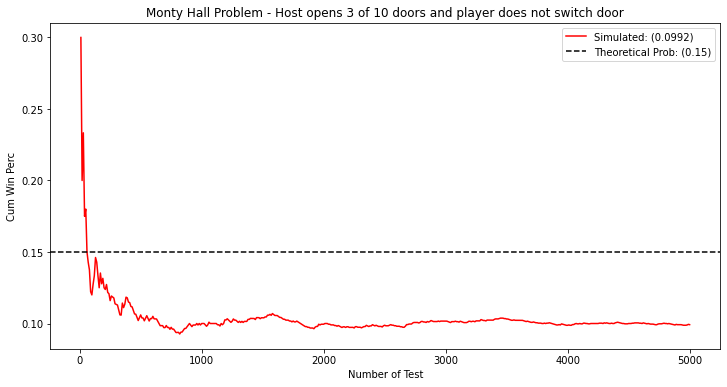 Monty Hall Problem - Host opens 3 of 10 doors and player does not switch door
Simulated: (0.0992)
Theoretical Prob: (0.15)
Cum Win Perc
0.30
0.25
0.20
0.15
0.10
0
1000
2000
3000
4000
5000
Number of Test